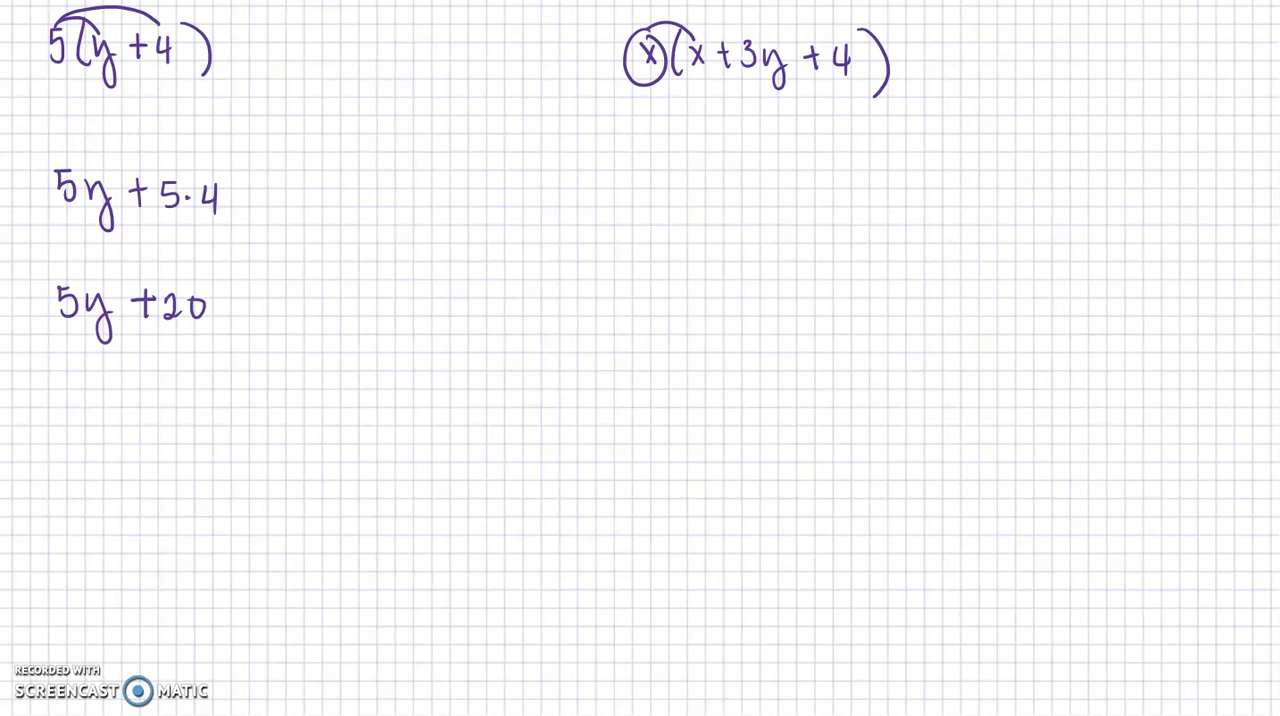 5(y + 4)
x(x + 3y + 4)
5y + 5·4
5y + 20
RECORDED WITH
SCREENCAST MATIC